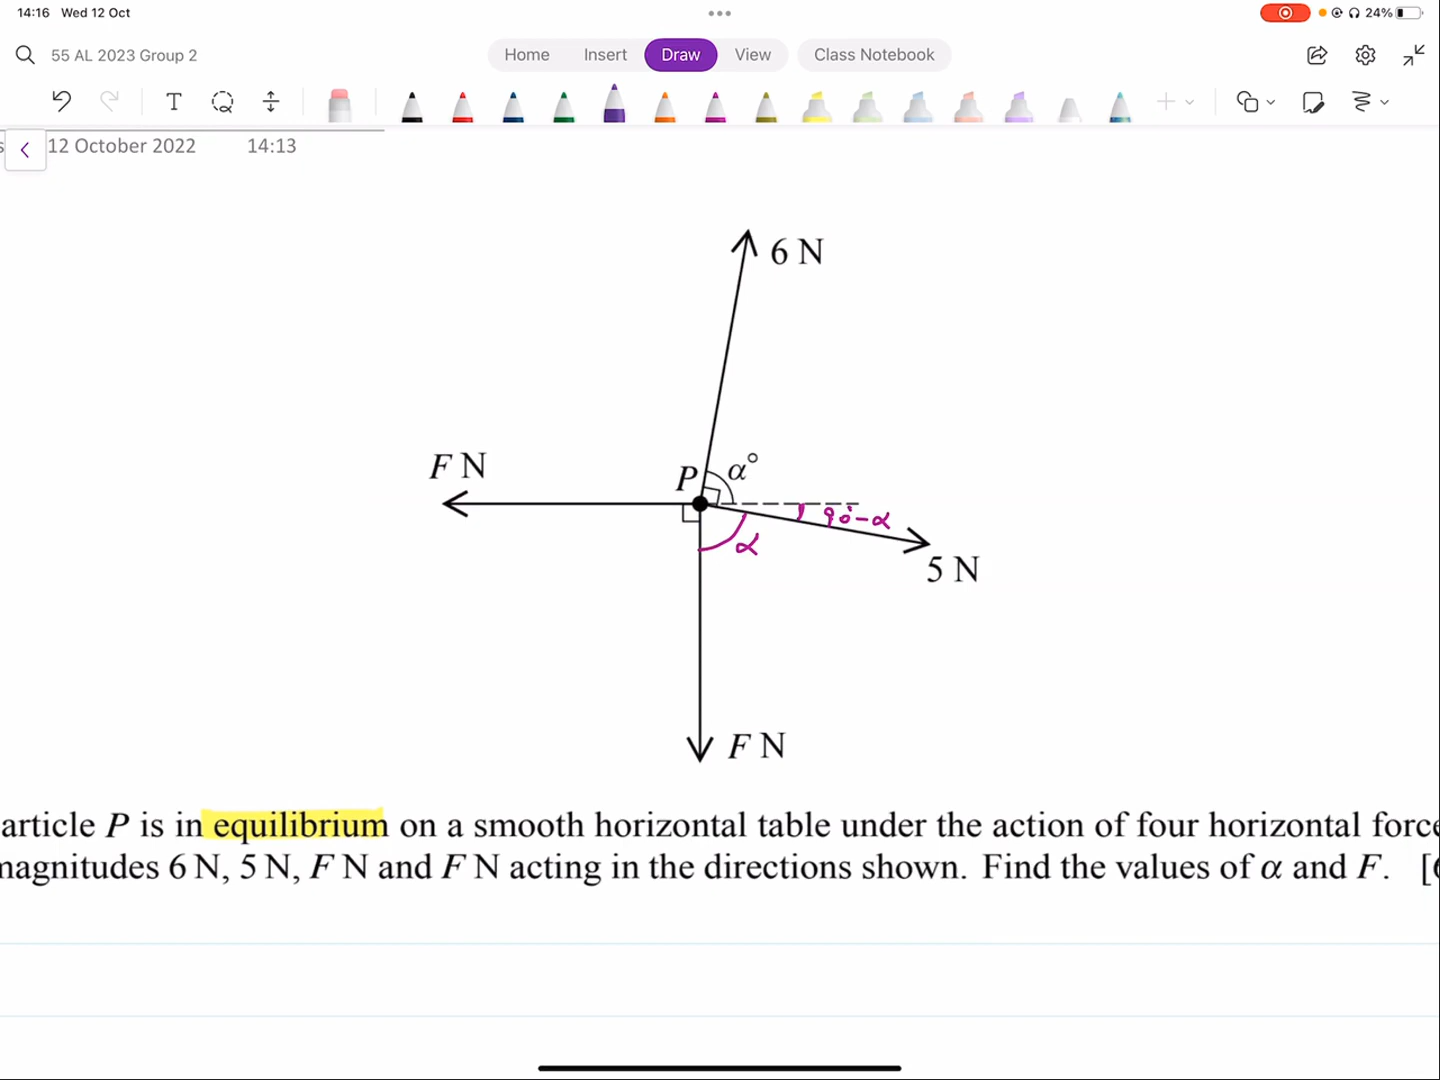 14:16 Wed 12 Oct
24%
55 AL 2023 Group 2
Home Insert Draw View Class Notebook
T
s
12 October 2022 14:13
6 N
F N
P
α°
90°-α
α
5 N
F N
article P is in equilibrium on a smooth horizontal table under the action of four horizontal force
magnitudes 6 N, 5 N, F N and F N acting in the directions shown. Find the values of α and F. [6